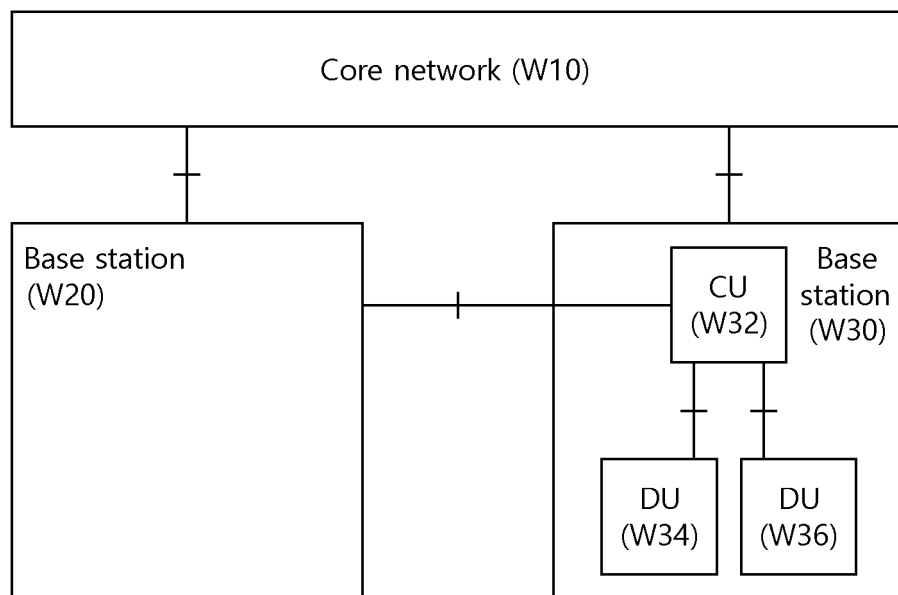 Core network (W10)
Base station
(W20)
CU
(W32)
Base
station
(W30)
DU
(W34)
DU
(W36)